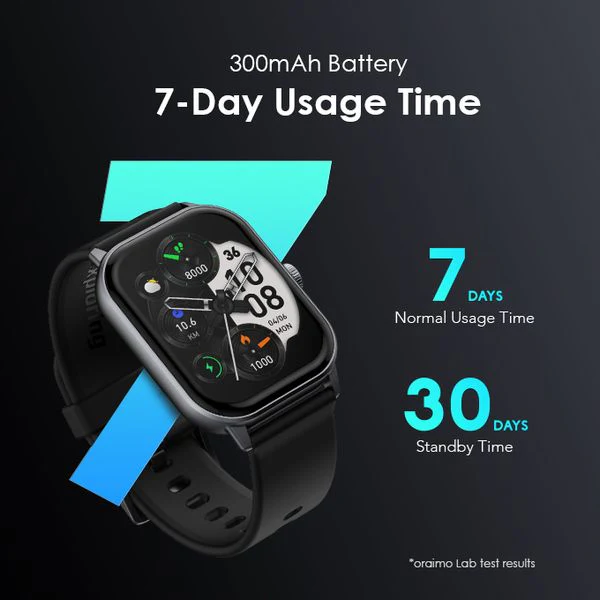 300mAh Battery
7-Day Usage Time
7 DAYS
Normal Usage Time
30 DAYS
Standby Time
36
8000
10
08
10.6
KM
04/06
MON
1000
*oraimo Lab test results